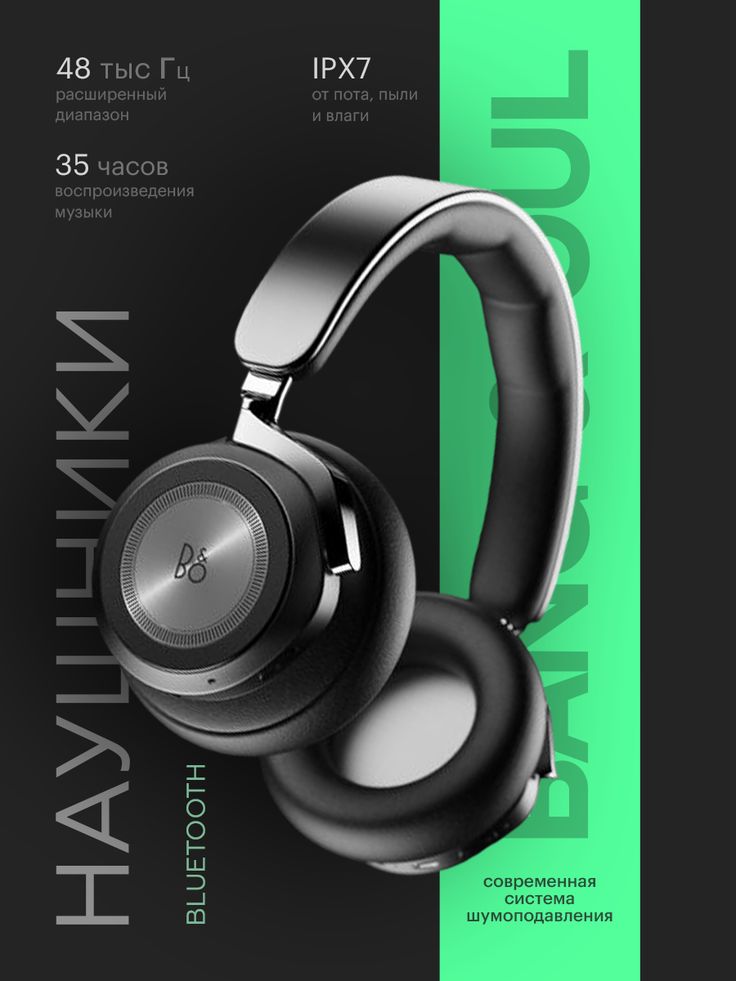 48 тыс Гц
расширенный
диапазон
IPX7
от пота, пыли
и влаги
35 часов
воспроизведения
музыки
НАУШНИКИ
BLUETOOTH
B&O
современная
система
шумоподавления